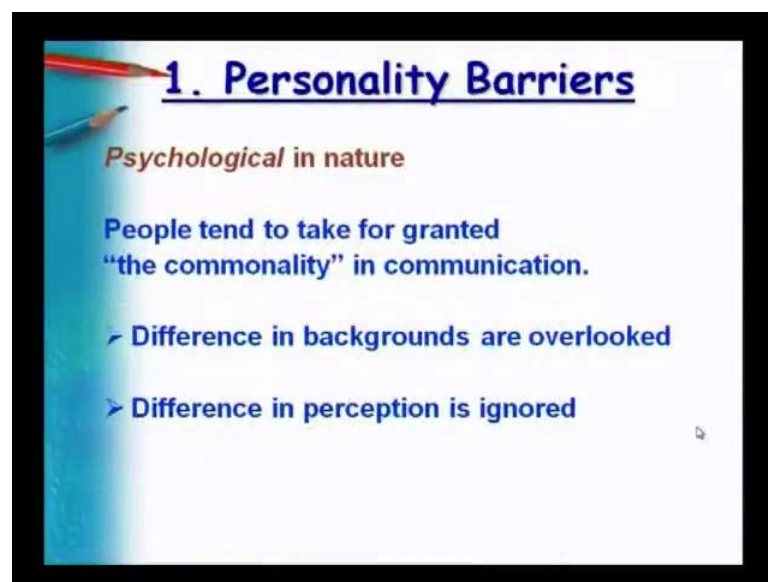 1. Personality Barriers
Psychological in nature
People tend to take for granted
“the commonality” in communication.
➢ Difference in backgrounds are overlooked
➢ Difference in perception is ignored